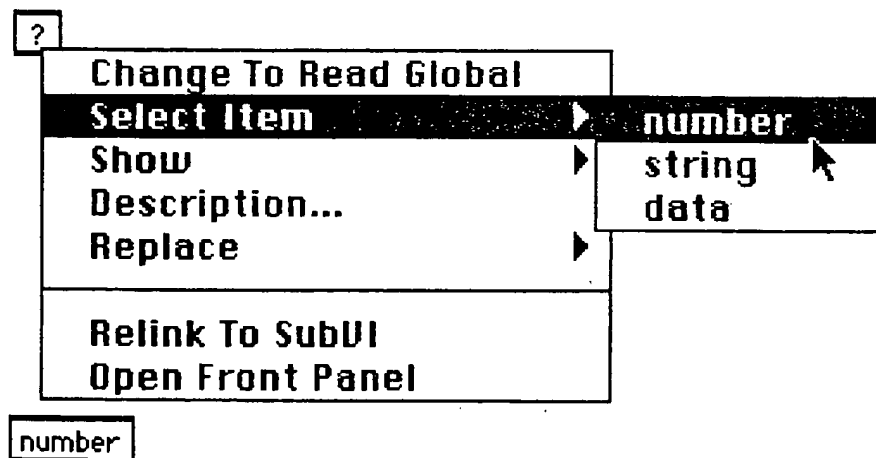 ?
Change To Read Global
Select Item number
Show string
Description... data
Replace
Relink To SubVI
Open Front Panel
number